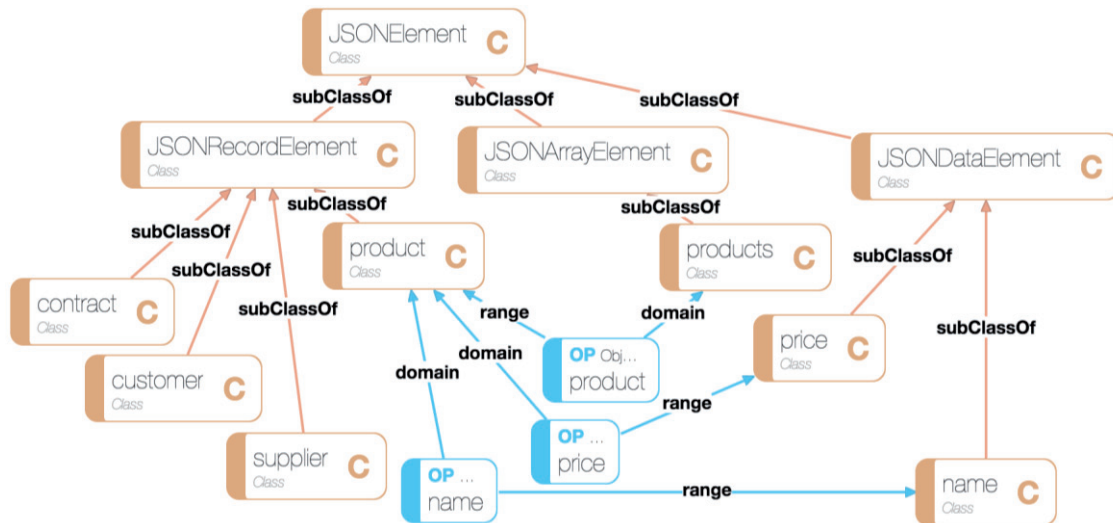 JSONElement
Class
C
subClassOf
subClassOf
subClassOf
JSONRecordElement
Class
C
JSONArrayElement
Class
C
JSONDataElement
Class
C
subClassOf
subClassOf
subClassOf
subClassOf
subClassOf
subClassOf
subClassOf
product
Class
C
products
Class
C
contract
Class
C
range
domain
price
Class
C
customer
Class
C
domain
domain
OP Obj...
product
range
supplier
Class
C
OP ...
price
OP ...
name
range
name
Class
C